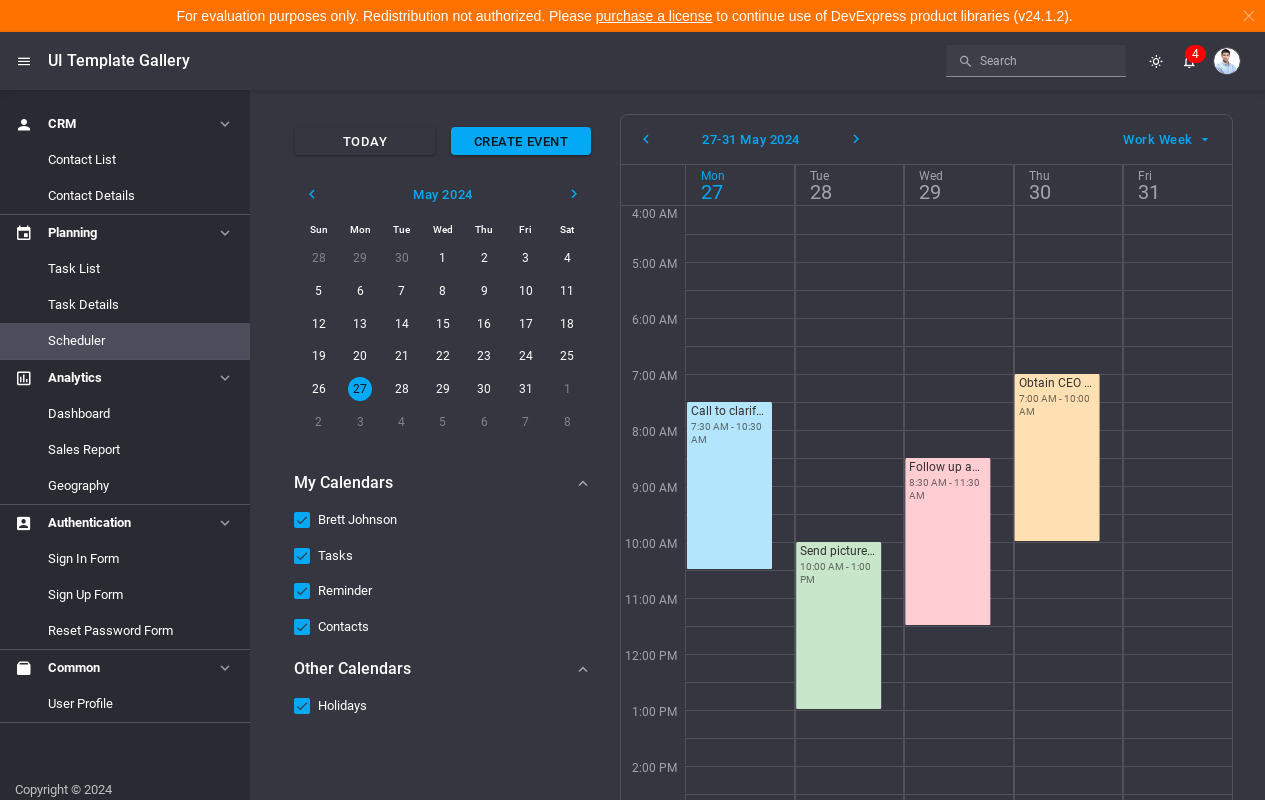 For evaluation purposes only. Redistribution not authorized. Please purchase a license to continue use of DevExpress product libraries (v24.1.2).
UI Template Gallery
Search
4
CRM
Contact List
Contact Details
Planning
Task List
Task Details
Scheduler
Analytics
Dashboard
Sales Report
Geography
Authentication
Sign In Form
Sign Up Form
Reset Password Form
Common
User Profile
Copyright © 2024
TODAY
CREATE EVENT
May 2024
Sun Mon Tue Wed Thu Fri Sat
28 29 30 1 2 3 4
5 6 7 8 9 10 11
12 13 14 15 16 17 18
19 20 21 22 23 24 25
26 27 28 29 30 31 1
2 3 4 5 6 7 8
My Calendars
Brett Johnson
Tasks
Reminder
Contacts
Other Calendars
Holidays
27-31 May 2024
Work Week
Mon Tue Wed Thu Fri
27 28 29 30 31
4:00 AM
5:00 AM
6:00 AM
7:00 AM
8:00 AM
9:00 AM
10:00 AM
11:00 AM
12:00 PM
1:00 PM
2:00 PM
Call to clarif...
7:30 AM - 10:30
AM
Send picture...
10:00 AM - 1:00
PM
Follow up a...
8:30 AM - 11:30
AM
Obtain CEO ...
7:00 AM - 10:00
AM